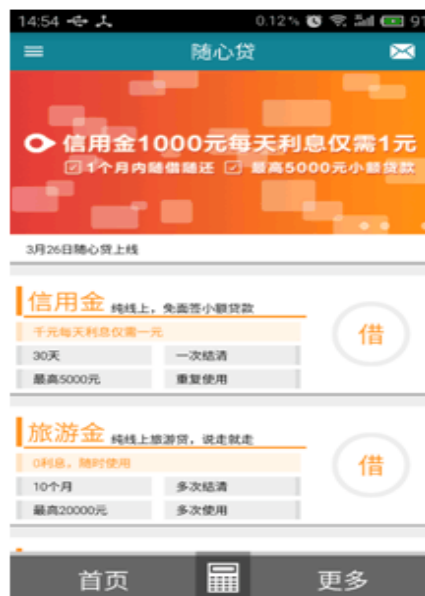 14:54
0.12%
91
随心贷
信用金1000元每天利息仅需1元
1个月内随借随还 最高5000元小额贷款
3月26日随心贷上线
信用金 纯线上，免面签小额贷款
千元每天利息仅需一元
30天 一次结清
最高5000元 重复使用
借
旅游金 纯线上旅游贷，说走就走
0利息，随时使用
10个月 多次结清
最高20000元 多次使用
借
首页 更多